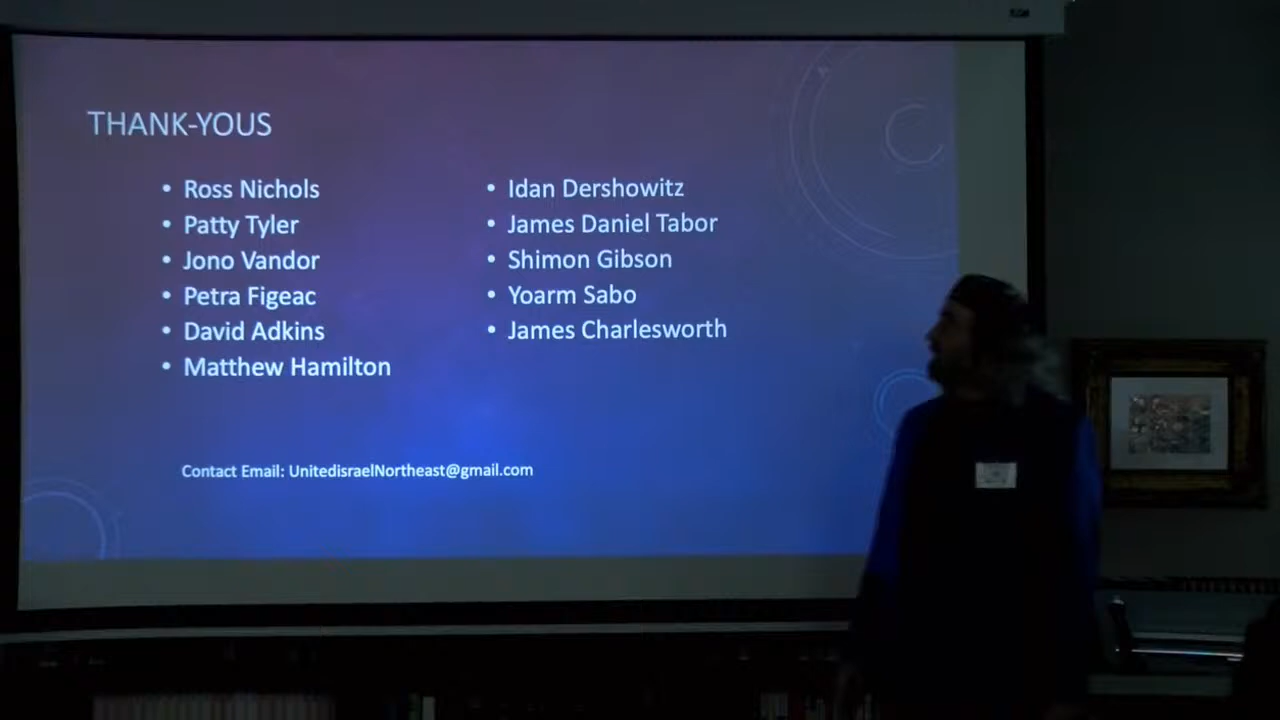 THANK-YOUS
• Ross Nichols
• Patty Tyler
• Jono Vandor
• Petra Figeac
• David Adkins
• Matthew Hamilton
• Idan Dershowitz
• James Daniel Tabor
• Shimon Gibson
• Yoarm Sabo
• James Charlesworth
Contact Email: UnitedisraelNortheast@gmail.com